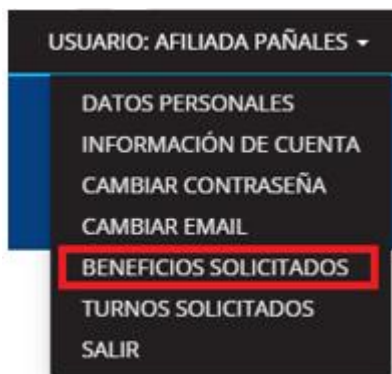 USUARIO: AFILIADA PAÑALES
DATOS PERSONALES
INFORMACIÓN DE CUENTA
CAMBIAR CONTRASEÑA
CAMBIAR EMAIL
BENEFICIOS SOLICITADOS
TURNOS SOLICITADOS
SALIR